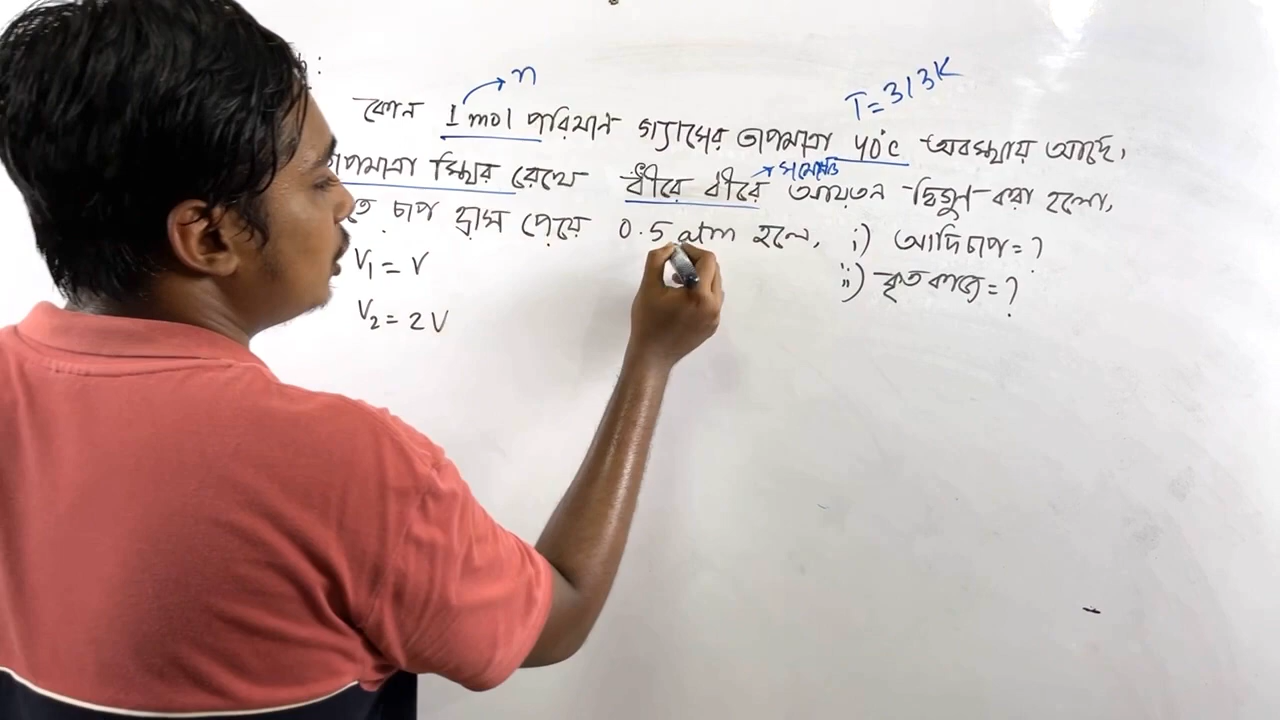 n
T=313K
কোন 1 mol পরিমান গ্যাসের তাপমাত্রা 40°c অবস্থায় আছে,
তাপমাত্রা স্থির রেখে ধীরে ধীরে আয়তন দ্বিগুণ করা হলো,
চাপ হ্রাস পেয়ে 0.5 atm হলে, i) আদি চাপ = ?
ii) কৃতকাজ = ?
V₁ = V
V₂ = 2V